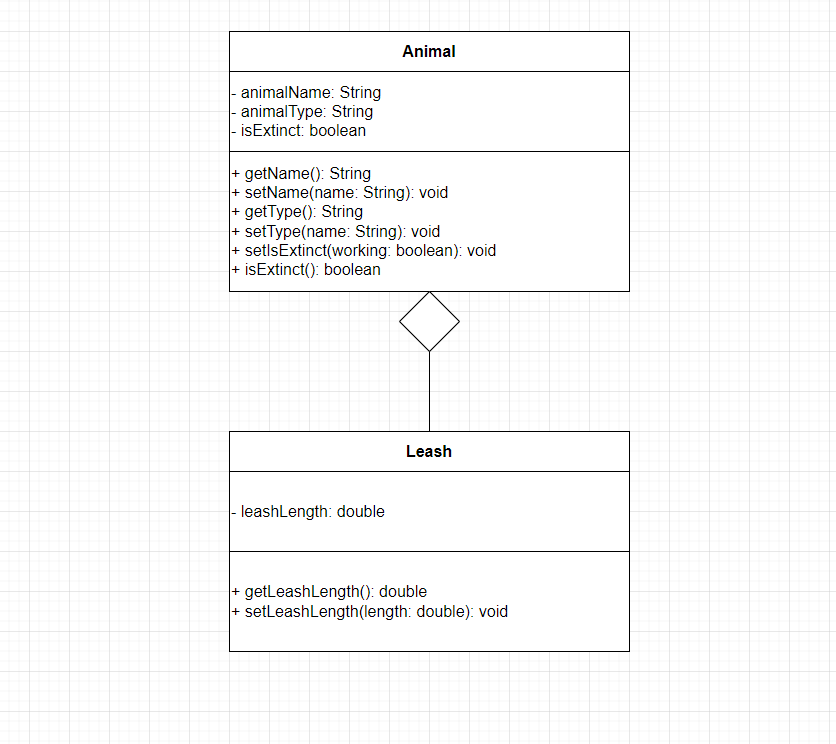 Animal
- animalName: String
- animalType: String
- isExtinct: boolean
+ getName(): String
+ setName(name: String): void
+ getType(): String
+ setType(name: String): void
+ setIsExtinct(working: boolean): void
+ isExtinct(): boolean
Leash
- leashLength: double
+ getLeashLength(): double
+ setLeashLength(length: double): void